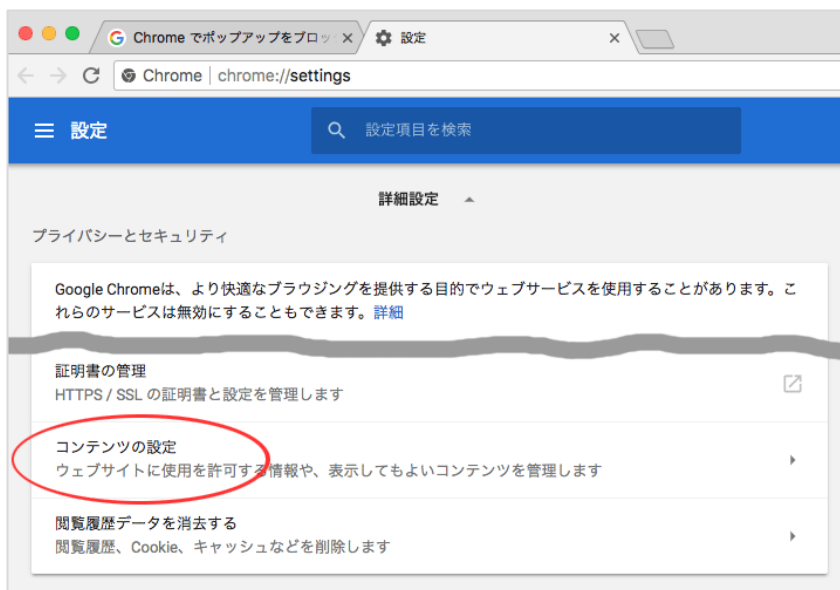 Chrome でポップアップをブロッ
設定
Chrome | chrome://settings
設定
設定項目を検索
詳細設定
プライバシーとセキュリティ
Google Chromeは、より快適なブラウジングを提供する目的でウェブサービスを使用することがあります。こ
れらのサービスは無効にすることもできます。詳細
証明書の管理
HTTPS / SSL の証明書と設定を管理します
コンテンツの設定
ウェブサイトに使用を許可する情報や、表示してもよいコンテンツを管理します
閲覧履歴データを消去する
閲覧履歴、Cookie、キャッシュなどを削除します